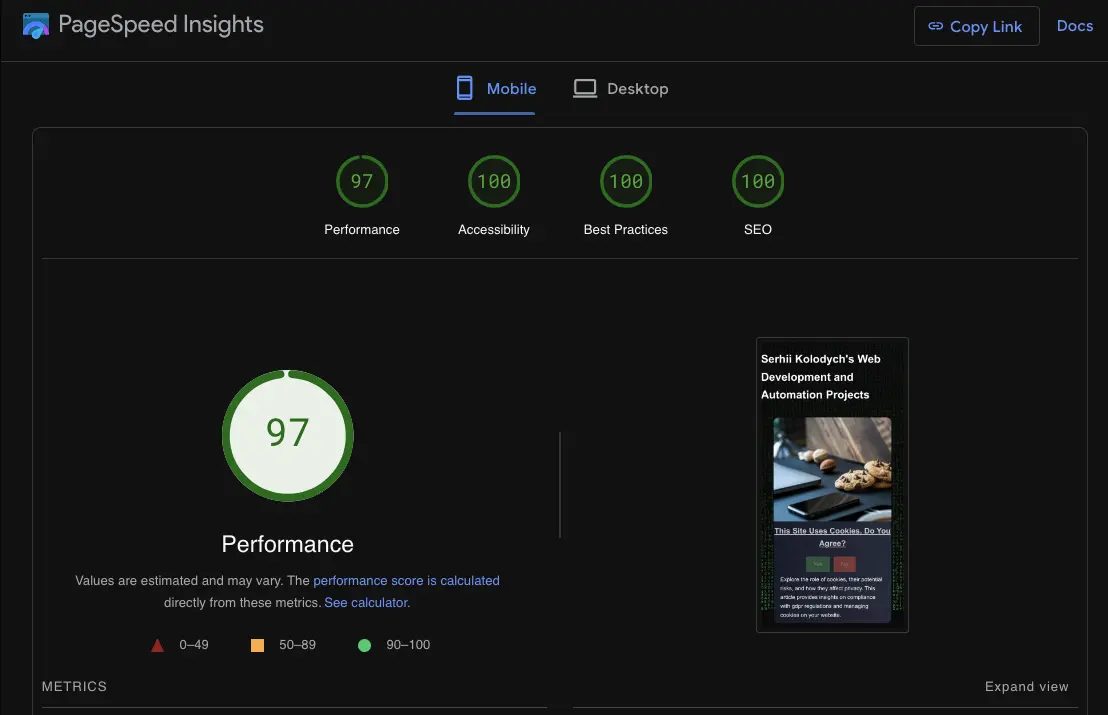 PageSpeed Insights
Copy Link
Docs
Mobile
Desktop
97
100
100
100
Performance
Accessibility
Best Practices
SEO
97
Performance
Values are estimated and may vary. The performance score is calculated
directly from these metrics. See calculator.
0–49
50–89
90–100
Serhii Kolodych's Web
Development and
Automation Projects
This Site Uses Cookies. Do You
Agree?
Yes
No
Explore the role of cookies, their potential
risks, and how they affect privacy. This
article provides insights on compliance
with gdpr regulations and managing
cookies on your website.
METRICS
Expand view